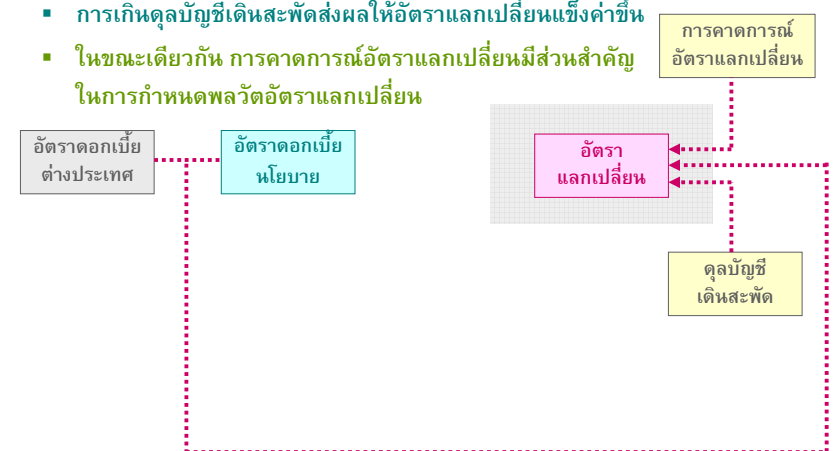 ▪ การเกินดุลบัญชีเดินสะพัดส่งผลให้อัตราแลกเปลี่ยนแข็งค่าขึ้น
▪ ในขณะเดียวกัน การคาดการณ์อัตราแลกเปลี่ยนมีส่วนสำคัญ
ในการกำหนดพลวัตอัตราแลกเปลี่ยน
การคาดการณ์
อัตราแลกเปลี่ยน
อัตราดอกเบี้ย
ต่างประเทศ
อัตราดอกเบี้ย
นโยบาย
อัตรา
แลกเปลี่ยน
ดุลบัญชี
เดินสะพัด